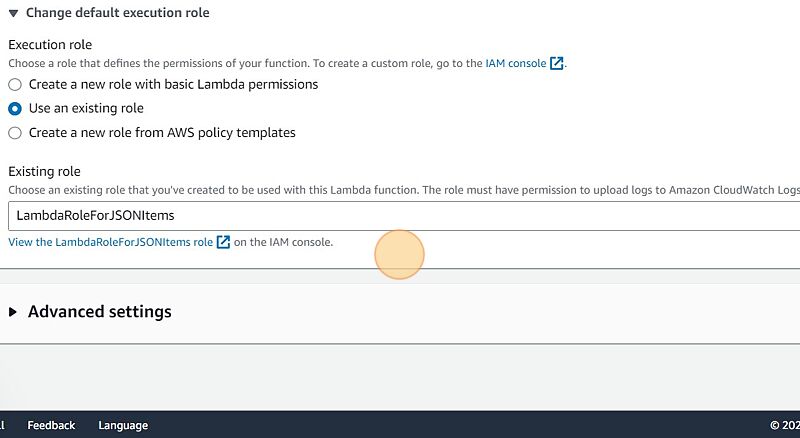 Change default execution role
Execution role
Choose a role that defines the permissions of your function. To create a custom role, go to the IAM console.
Create a new role with basic Lambda permissions
Use an existing role
Create a new role from AWS policy templates
Existing role
Choose an existing role that you've created to be used with this Lambda function. The role must have permission to upload logs to Amazon CloudWatch Logs
LambdaRoleForJSONItems
View the LambdaRoleForJSONItems role on the IAM console.
Advanced settings
Feedback Language © 202